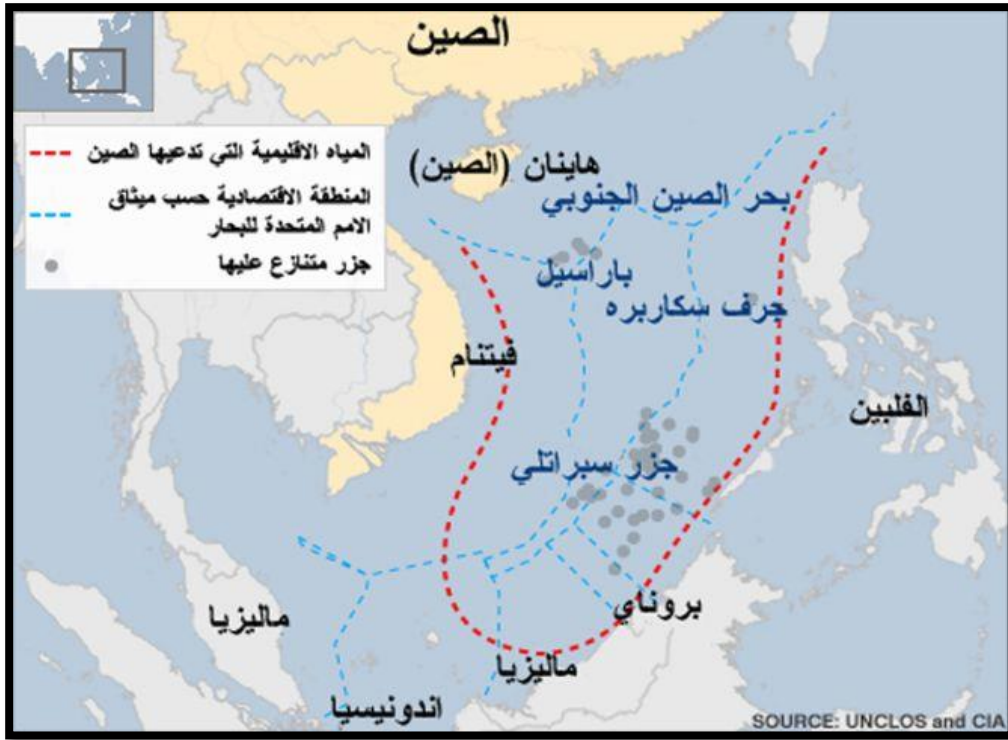 الصين
المياه الاقليمية التي تدعيها الصين
المنطقة الاقتصادية حسب ميثاق
الامم المتحدة للبحار
جزر متنازع عليها
هاينان (الصين)
بحر الصين الجنوبي
باراسيل
جرف سكاربره
فيتنام
الفلبين
جزر سبراتلي
بروناي
ماليزيا
ماليزيا
اندونيسيا
SOURCE: UNCLOS and CIA